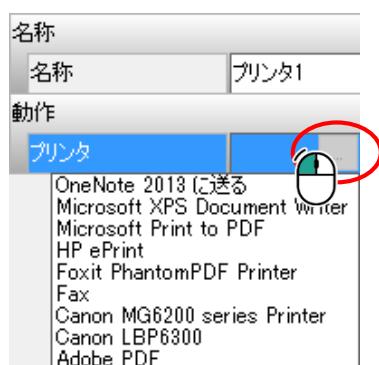 名称
名称 プリンタ1
動作
プリンタ ...
OneNote 2013 に送る
Microsoft XPS Document Writer
Microsoft Print to PDF
HP ePrint
Foxit PhantomPDF Printer
Fax
Canon MG6200 series Printer
Canon LBP6300
Adobe PDF